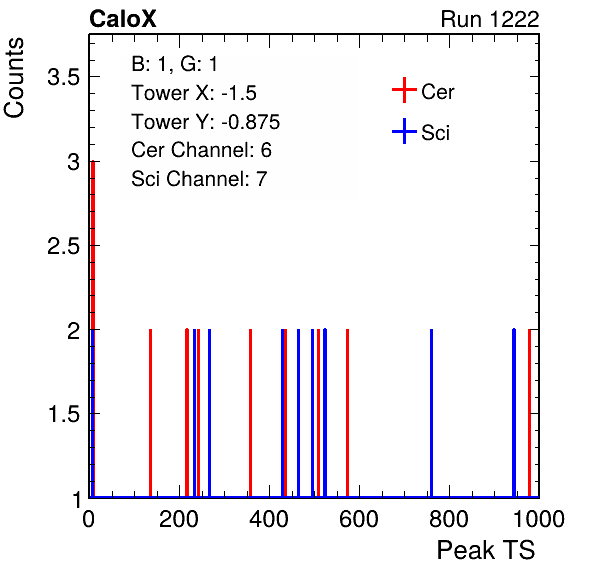 CaloX Run 1222
Counts
B: 1, G: 1
Tower X: -1.5
Tower Y: -0.875
Cer Channel: 6
Sci Channel: 7
Cer
Sci
3.5
3
2.5
2
1.5
1
0 200 400 600 800 1000
Peak TS